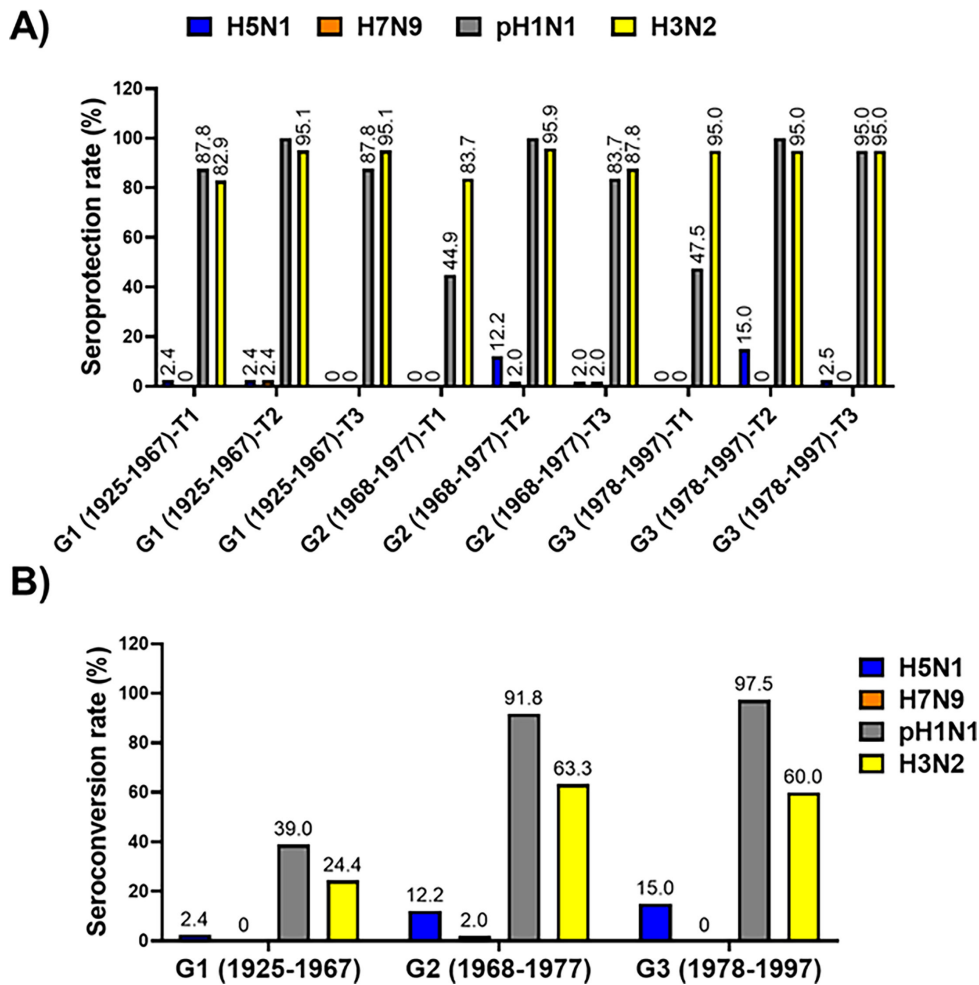 A)
H5N1 H7N9 pH1N1 H3N2
Seroprotection rate (%)
120
100
80
60
40
20
0
2.4 0 87.8 82.9 2.4 2.4 95.1 0 0 87.8 95.1 0 0 44.9 83.7 12.2 2.0 95.9 2.0 2.0 83.7 87.8 0 0 47.5 95.0 15.0 0 95.0 2.5 0 95.0 95.0
G1 (1925-1967)-T1
G1 (1925-1967)-T2
G1 (1925-1967)-T3
G2 (1968-1977)-T1
G2 (1968-1977)-T2
G2 (1968-1977)-T3
G3 (1978-1997)-T1
G3 (1978-1997)-T2
G3 (1978-1997)-T3
B)
Seroconversion rate (%)
120
100
80
60
40
20
0
2.4 0 39.0 24.4 12.2 2.0 91.8 63.3 15.0 0 97.5 60.0
G1 (1925-1967) G2 (1968-1977) G3 (1978-1997)
H5N1
H7N9
pH1N1
H3N2